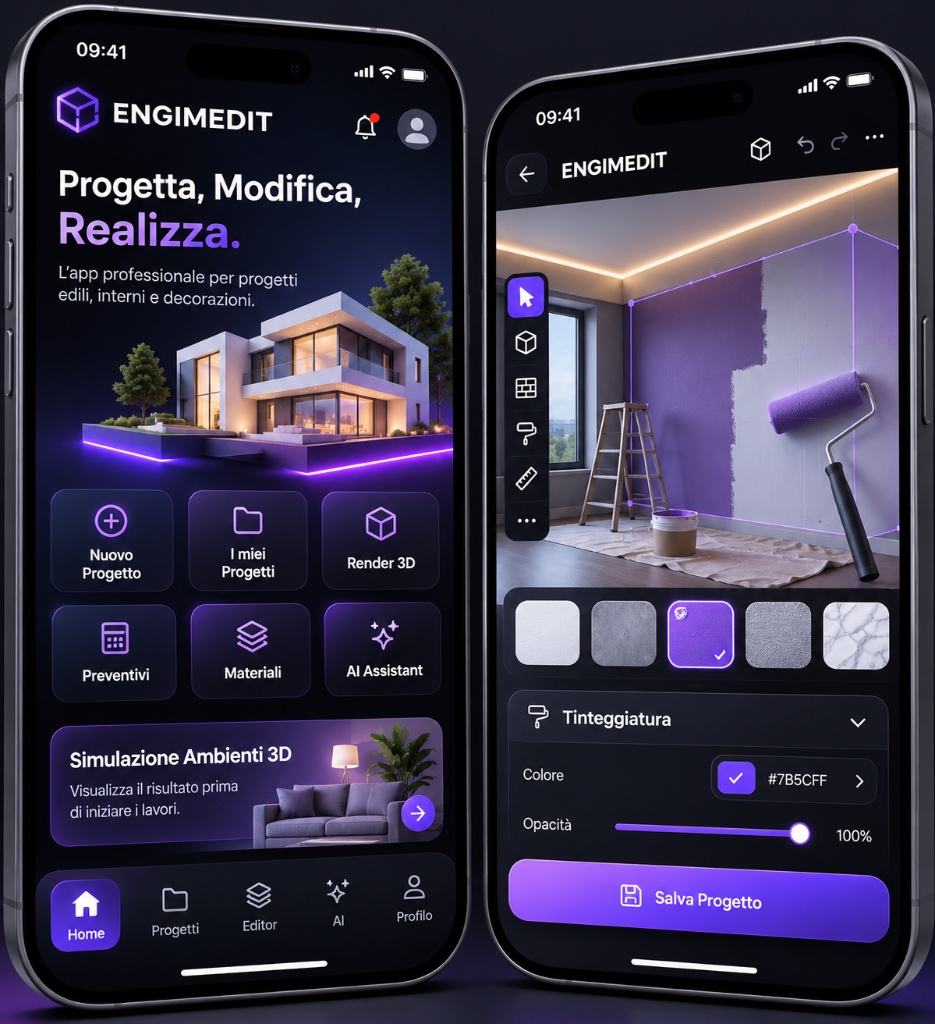 09:41
ENGIMEDIT
Progetta, Modifica,
Realizza.
L'app professionale per progetti
edili, interni e decorazioni.
Nuovo
Progetto
I miei
Progetti
Render 3D
Preventivi
Materiali
AI Assistant
Simulazione Ambienti 3D
Visualizza il risultato prima
di iniziare i lavori.
Home
Progetti
Editor
AI
Profilo
09:41
ENGIMEDIT
Tinteggiatura
Colore
#7B5CFF
Opacità
100%
Salva Progetto